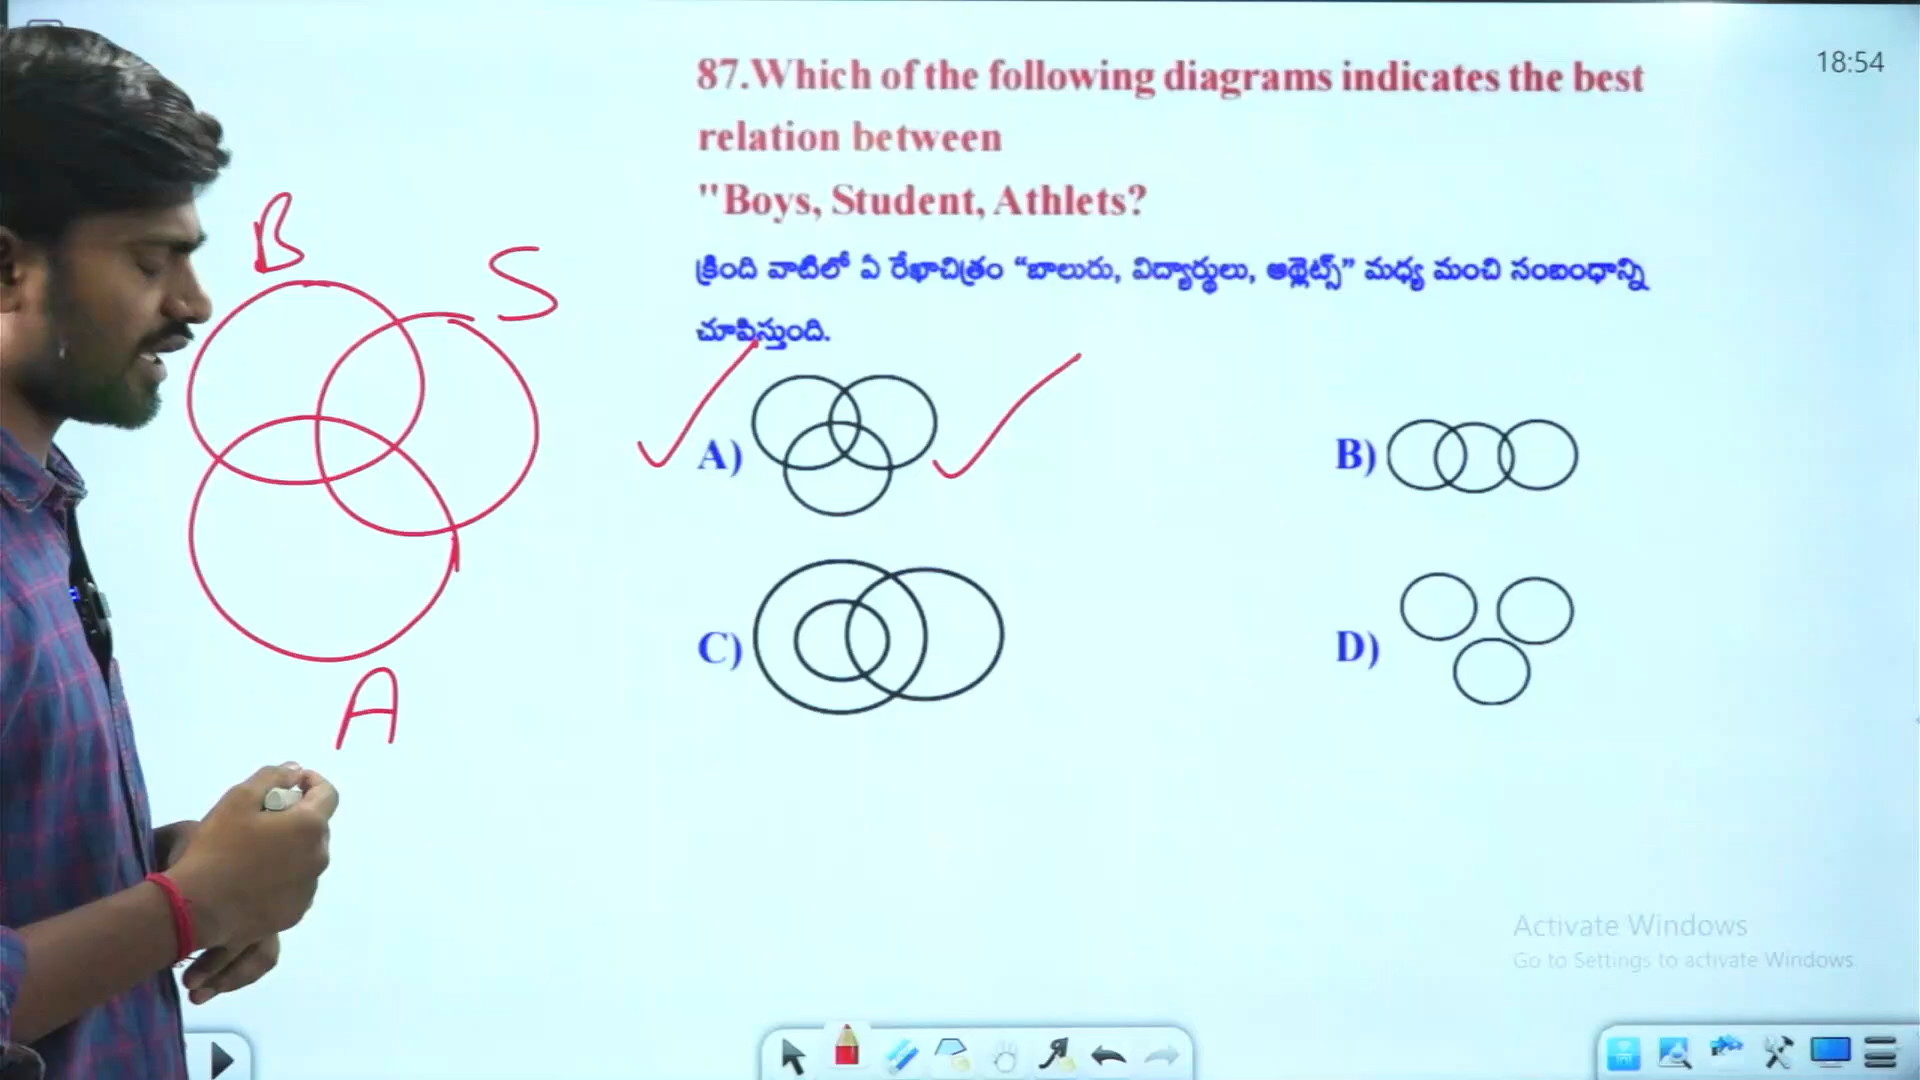 18:54
87.Which of the following diagrams indicates the best
relation between
"Boys, Student, Athlets?
క్రింది వాటిలో ఏ రేఖాచిత్రం “బాలురు, విద్యార్థులు, అథ్లెట్స్” మధ్య మంచి సంబంధాన్ని
చూపిస్తుంది.
B
S
A
A)
B)
C)
D)
Activate Windows
Go to Settings to activate Windows.